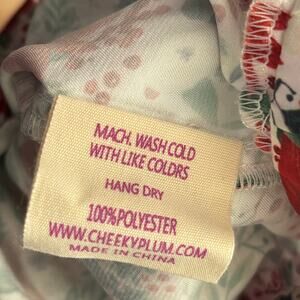 MACH. WASH COLD
WITH LIKE COLORS
HANG DRY
100% POLYESTER
WWW.CHEEKYPLUM.COM
MADE IN CHINA